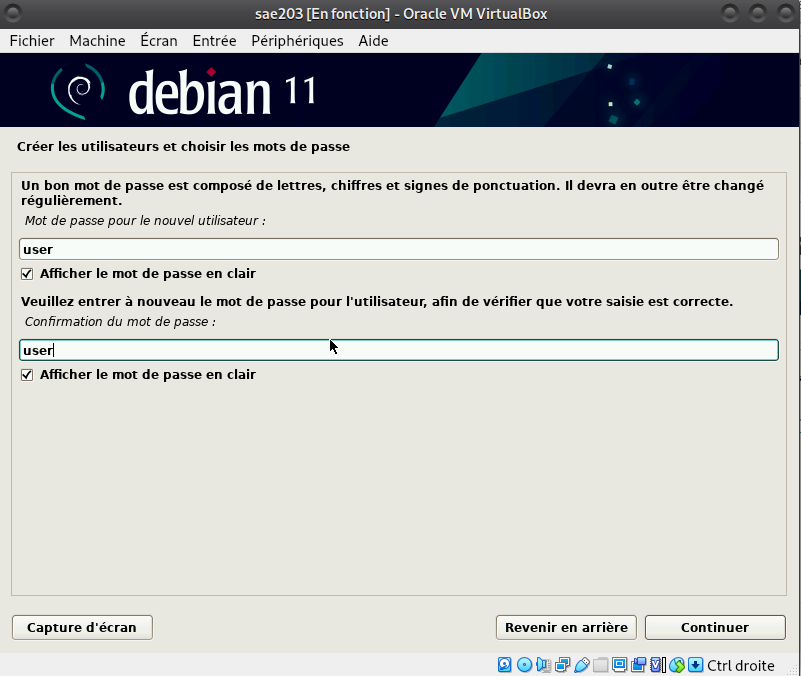 sae203 [En fonction] - Oracle VM VirtualBox
Fichier Machine Écran Entrée Périphériques Aide
debian 11
Créer les utilisateurs et choisir les mots de passe
Un bon mot de passe est composé de lettres, chiffres et signes de ponctuation. Il devra en outre être changé
régulièrement.
Mot de passe pour le nouvel utilisateur :
user
Afficher le mot de passe en clair
Veuillez entrer à nouveau le mot de passe pour l'utilisateur, afin de vérifier que votre saisie est correcte.
Confirmation du mot de passe :
user
Afficher le mot de passe en clair
Capture d'écran Revenir en arrière Continuer
Ctrl droite